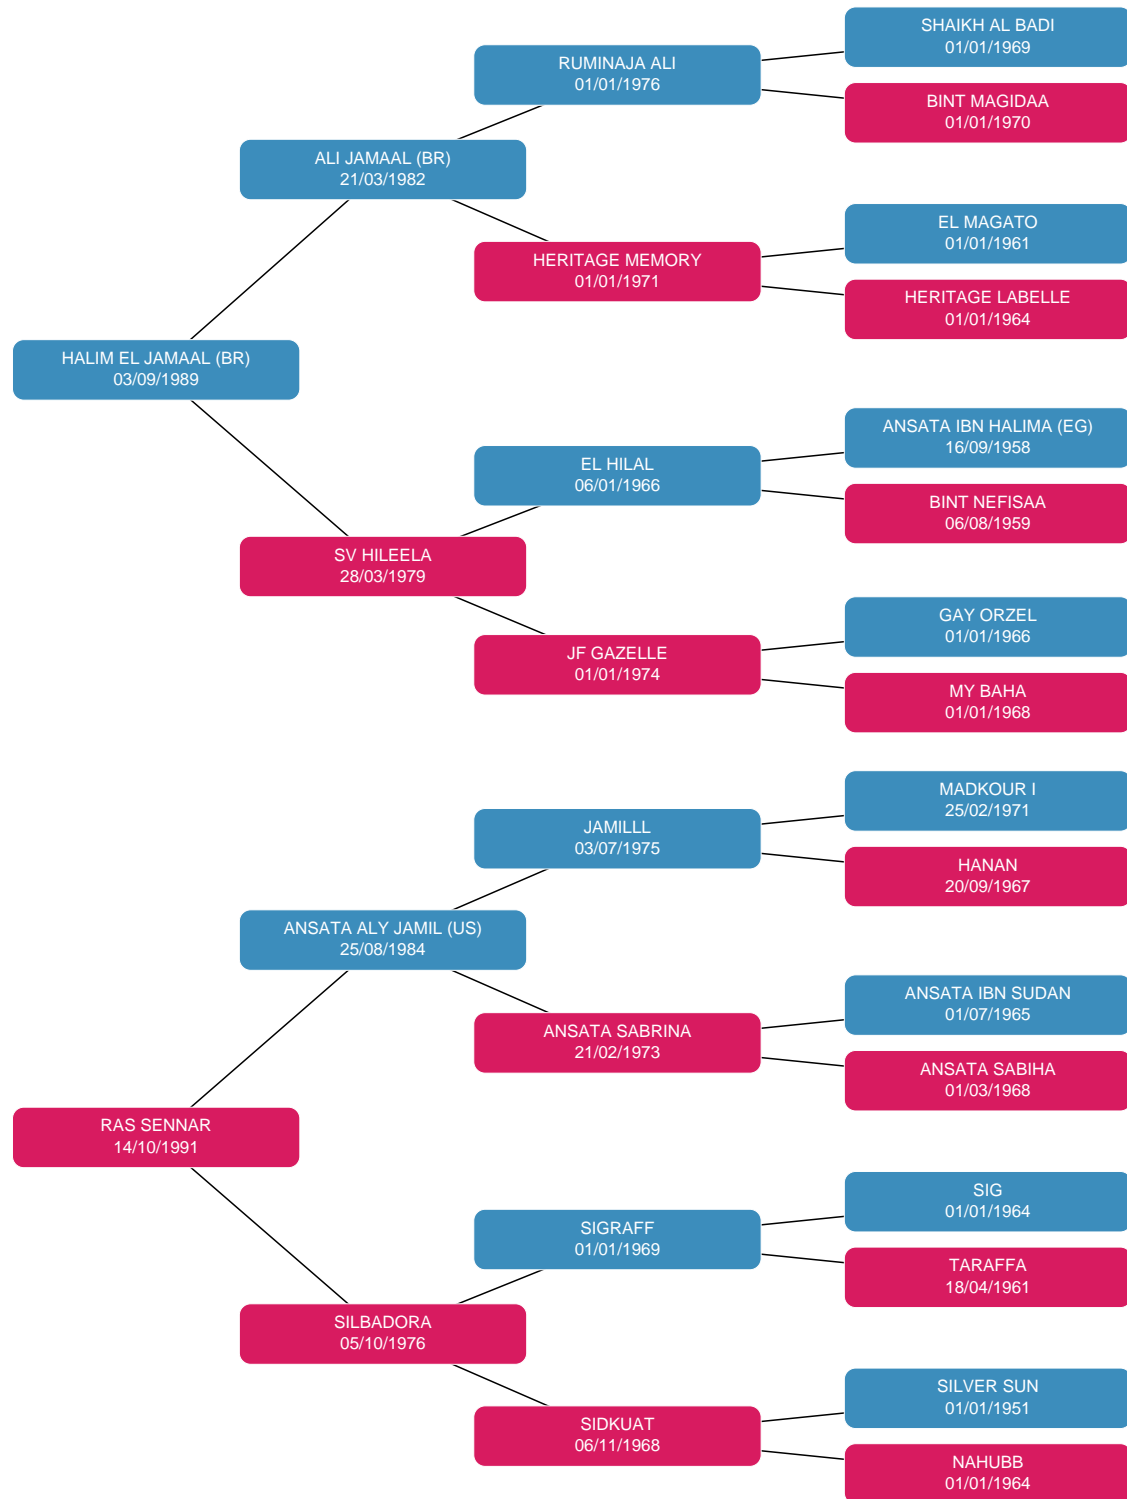 SHAIKH AL BADI
01/01/1969
RUMINAJA ALI
01/01/1976
BINT MAGIDAA
01/01/1970
ALI JAMAAL (BR)
21/03/1982
EL MAGATO
01/01/1961
HERITAGE MEMORY
01/01/1971
HERITAGE LABELLE
01/01/1964
HALIM EL JAMAAL (BR)
03/09/1989
ANSATA IBN HALIMA (EG)
16/09/1958
EL HILAL
06/01/1966
BINT NEFISAA
06/08/1959
SV HILEELA
28/03/1979
GAY ORZEL
01/01/1966
JF GAZELLE
01/01/1974
MY BAHA
01/01/1968
MADKOUR I
25/02/1971
JAMILLL
03/07/1975
HANAN
20/09/1967
ANSATA ALY JAMIL (US)
25/08/1984
ANSATA IBN SUDAN
01/07/1965
ANSATA SABRINA
21/02/1973
ANSATA SABIHA
01/03/1968
RAS SENNAR
14/10/1991
SIG
01/01/1964
SIGRAFF
01/01/1969
TARAFFA
18/04/1961
SILBADORA
05/10/1976
SILVER SUN
01/01/1951
SIDKUAT
06/11/1968
NAHUBB
01/01/1964